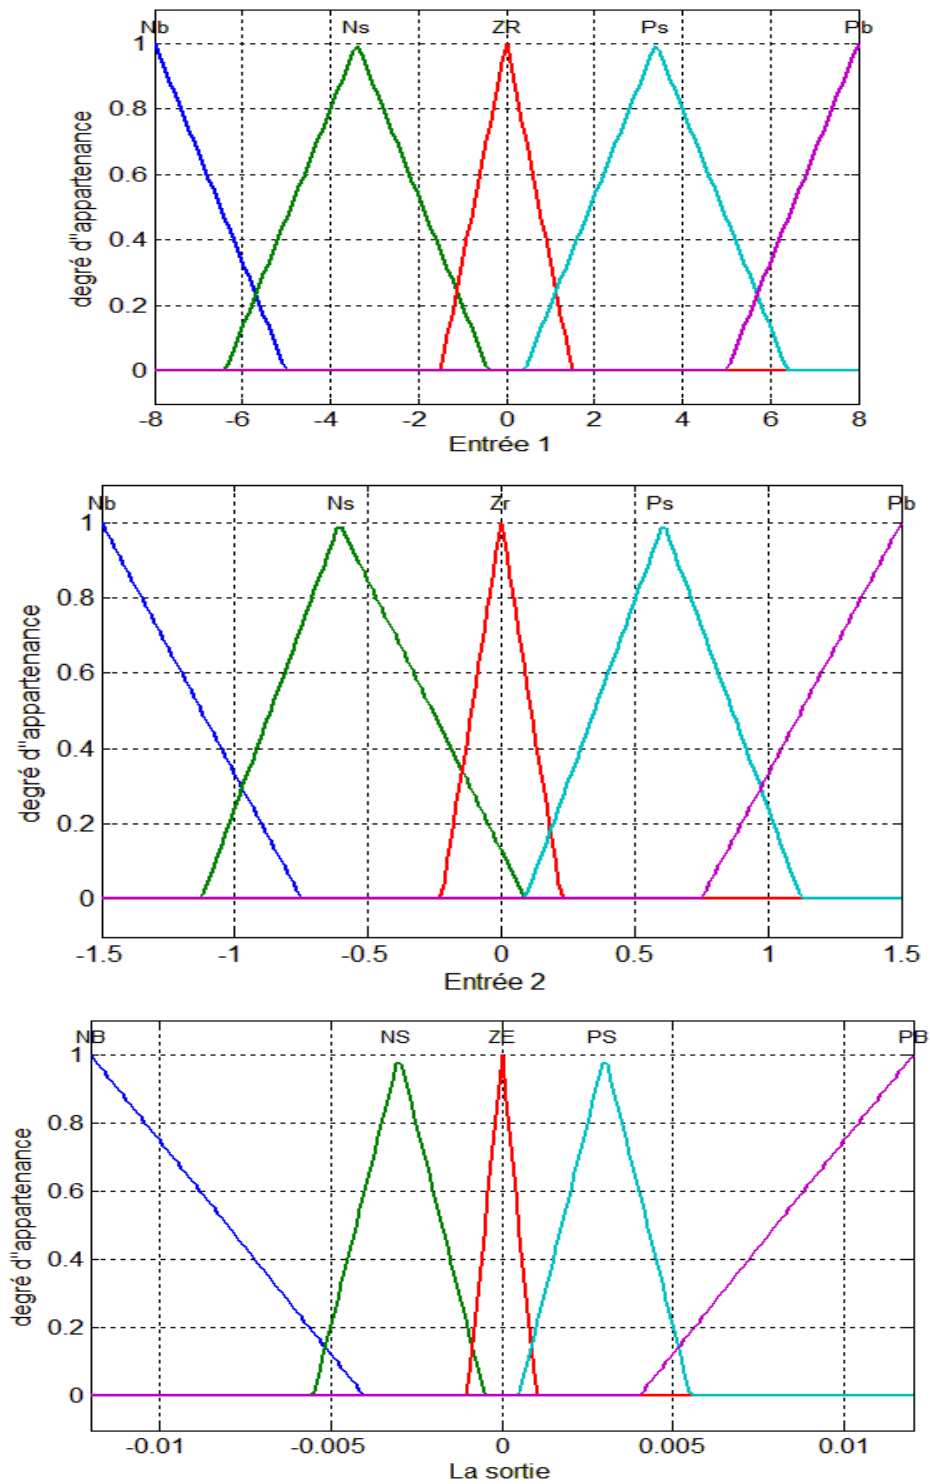 Nb Ns ZR Ps Pb
1
0.8
0.6
0.4
0.2
0
degré d"appartenance
-8 -6 -4 -2 0 2 4 6 8
Entrée 1
Nb Ns Zr Ps Pb
1
0.8
0.6
0.4
0.2
0
degré d"appartenance
-1.5 -1 -0.5 0 0.5 1 1.5
Entrée 2
NB NS ZE PS PB
1
0.8
0.6
0.4
0.2
0
degré d"appartenance
-0.01 -0.005 0 0.005 0.01
La sortie